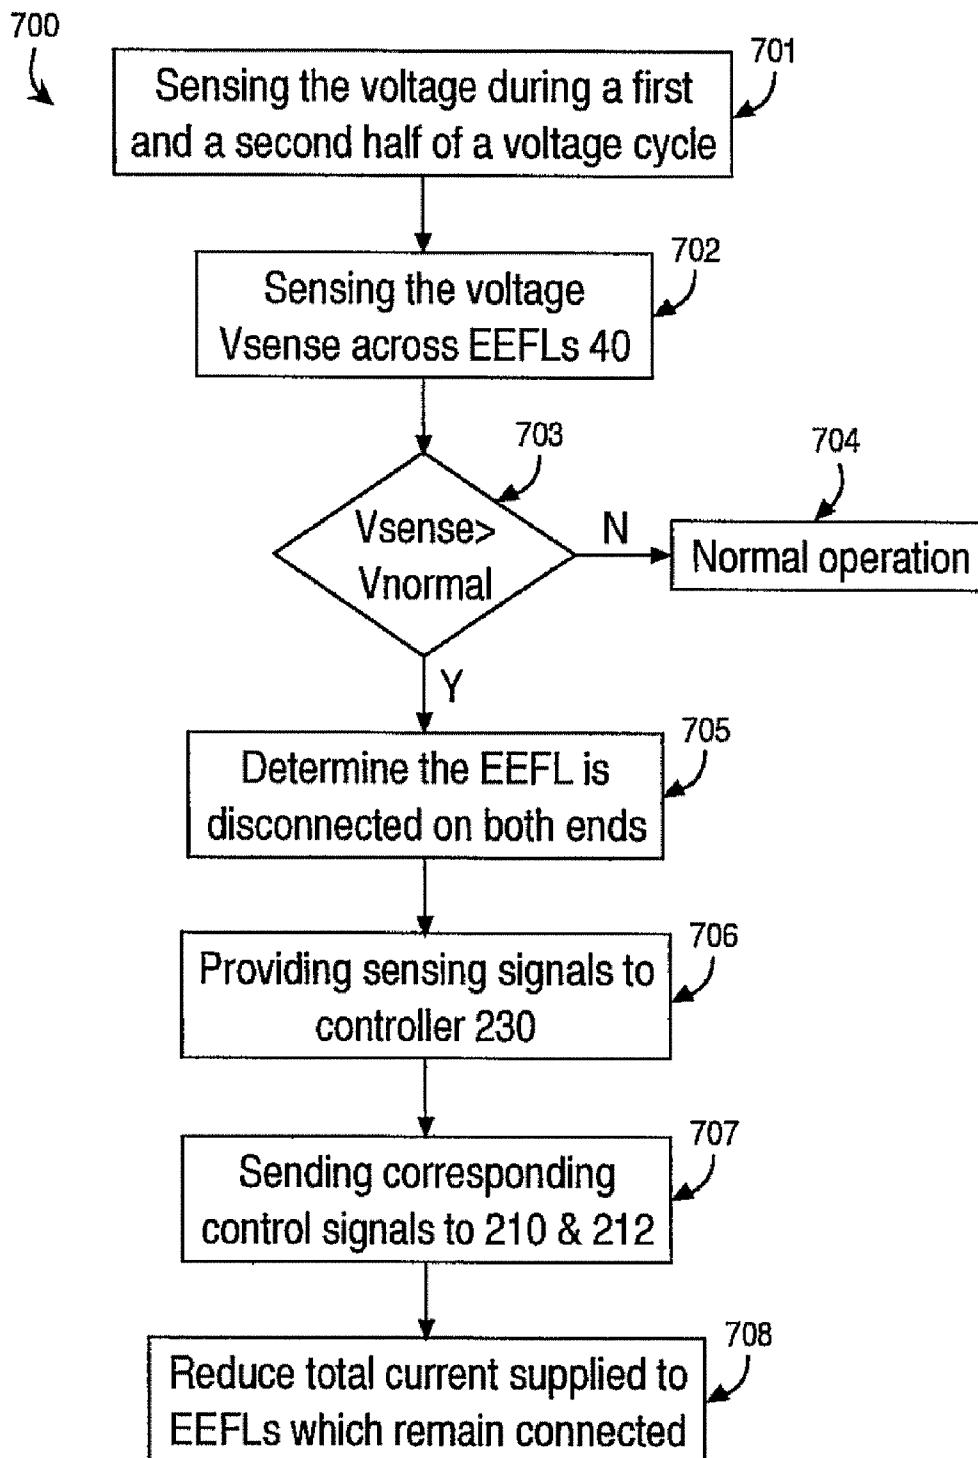 700
701
Sensing the voltage during a first
and a second half of a voltage cycle
702
Sensing the voltage
Vsense across EEFLs 40
703
Vsense>
Vnormal
N
704
Normal operation
Y
705
Determine the EEFL is
disconnected on both ends
706
Providing sensing signals to
controller 230
707
Sending corresponding
control signals to 210 & 212
708
Reduce total current supplied to
EEFLs which remain connected